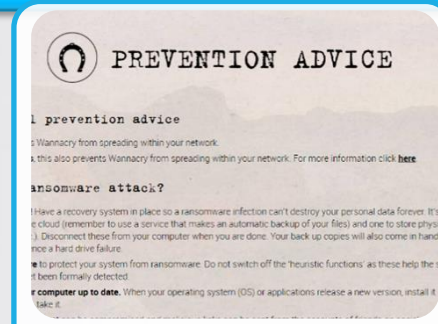 PREVENTION ADVICE
prevention advice
Wannacry from spreading within your network.
, this also prevents Wannacry from spreading within your network. For more information click here.
ansomware attack?
Have a recovery system in place so a ransomware infection can't destroy your personal data forever. It's
cloud (remember to use a service that makes an automatic backup of your files) and one to store phys
). Disconnect these from your computer when you are done. Your back up copies will also come in hand
a hard drive failure.
to protect your system from ransomware. Do not switch off the 'heuristic functions' as these help the s
been formally detected.
computer up to date. When your operating system (OS) or applications release a new version, install it
take it.